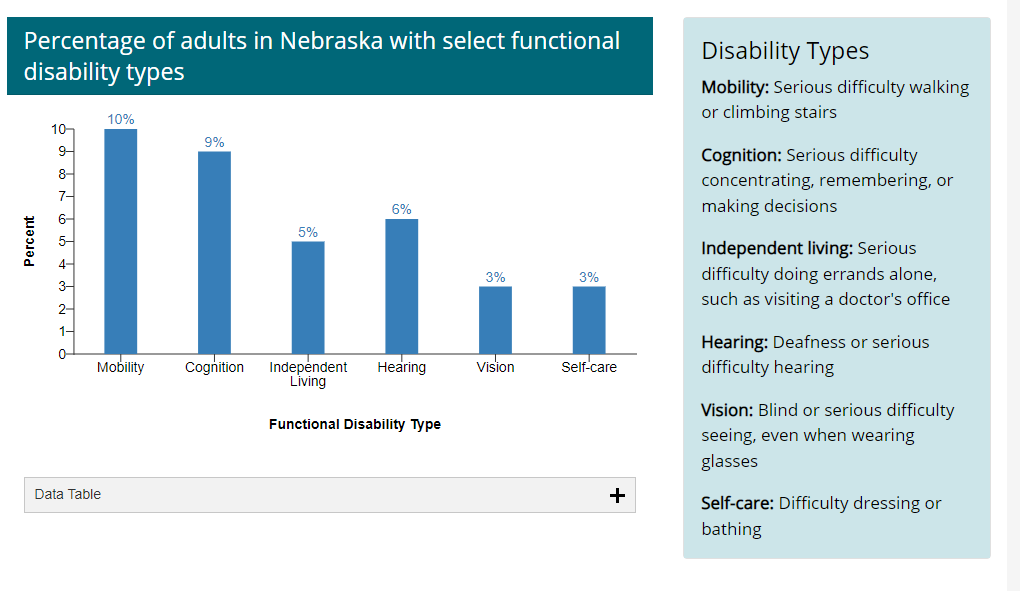 Percentage of adults in Nebraska with select functional
disability types
10%
9%
5%
6%
3%
3%
10
9
8
7
6
5
4
3
2
1
0
Percent
Mobility
Cognition
Independent
Living
Hearing
Vision
Self-care
Functional Disability Type
Data Table
Disability Types
Mobility: Serious difficulty walking
or climbing stairs
Cognition: Serious difficulty
concentrating, remembering, or
making decisions
Independent living: Serious
difficulty doing errands alone,
such as visiting a doctor's office
Hearing: Deafness or serious
difficulty hearing
Vision: Blind or serious difficulty
seeing, even when wearing
glasses
Self-care: Difficulty dressing or
bathing